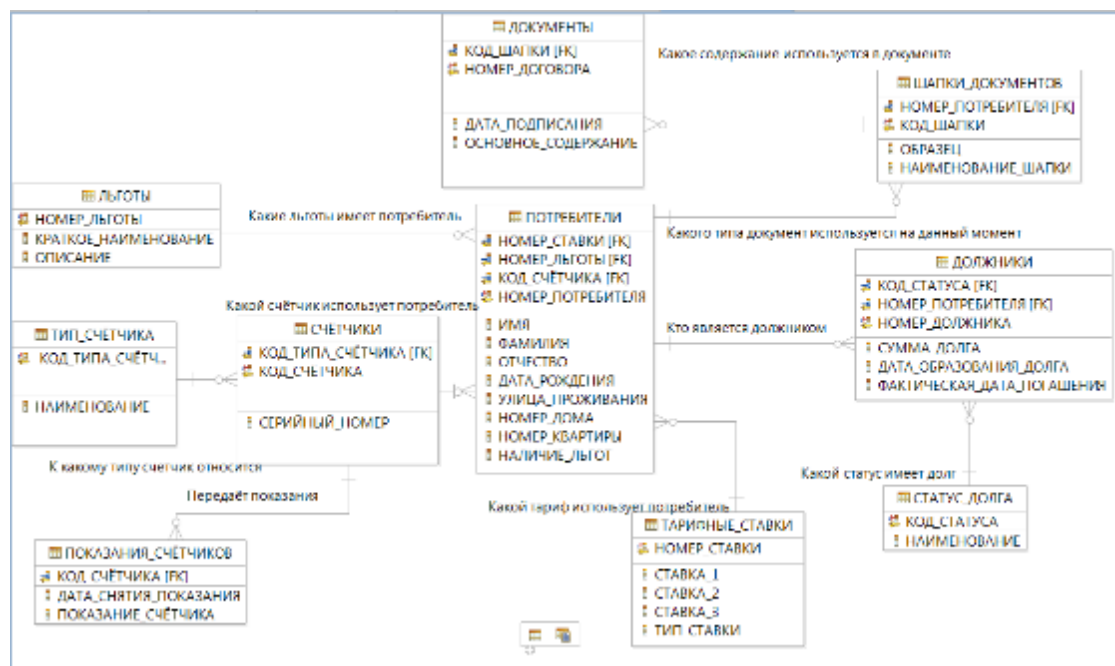 ДОКУМЕНТЫ
КОД_ШАПКИ [FK]
НОМЕР_ДОГОВОРА
ДАТА_ПОДПИСАНИЯ
ОСНОВНОЕ_СОДЕРЖАНИЕ
Какое содержание используется в документе
ШАПКИ_ДОКУМЕНТОВ
НОМЕР_ПОТРЕБИТЕЛЯ [FK]
КОД_ШАПКИ
ОБРАЗЕЦ
НАИМЕНОВАНИЕ_ШАПКИ
ЛЬГОТЫ
НОМЕР_ЛЬГОТЫ
КРАТКОЕ_НАИМЕНОВАНИЕ
ОПИСАНИЕ
Какие льготы имеет потребитель
ПОТРЕБИТЕЛИ
НОМЕР_СТАВКИ [FK]
НОМЕР_ЛЬГОТЫ [FK]
КОД_СЧЁТЧИКА [FK]
НОМЕР_ПОТРЕБИТЕЛЯ
ИМЯ
ФАМИЛИЯ
ОТЧЕСТВО
ДАТА_РОЖДЕНИЯ
УЛИЦА_ПРОЖИВАНИЯ
НОМЕР_ДОМА
НОМЕР_КВАРТИРЫ
НАЛИЧИЕ_ЛЬГОТ
Какого типа документ используется на данный момент
ДОЛЖНИКИ
КОД_СТАТУСА [FK]
НОМЕР_ПОТРЕБИТЕЛЯ [FK]
НОМЕР_ДОЛЖНИКА
СУММА_ДОЛГА
ДАТА_ОБРАЗОВАНИЯ_ДОЛГА
ФАКТИЧЕСКАЯ_ДАТА_ПОГАШЕНИЯ
Кто является должником
Какой счётчик использует потребитель
ТИП_СЧЕТЧИКА
КОД_ТИПА_СЧЁТЧ...
НАИМЕНОВАНИЕ
СЧЕТЧИКИ
КОД_ТИПА_СЧЁТЧИКА [FK]
КОД_СЧЕТЧИКА
СЕРИЙНЫЙ_НОМЕР
К какому типу счетчик относится
Передаёт показания
Какой статус имеет долг
СТАТУС_ДОЛГА
КОД_СТАТУСА
НАИМЕНОВАНИЕ
Какой тариф использует потребитель
ТАРИФНЫЕ_СТАВКИ
НОМЕР_СТАВКИ
СТАВКА_1
СТАВКА_2
СТАВКА_3
ТИП_СТАВКИ
ПОКАЗАНИЯ_СЧЁТЧИКОВ
КОД_СЧЁТЧИКА [FK]
ДАТА_СНЯТИЯ_ПОКАЗАНИЯ
ПОКАЗАНИЕ_СЧЁТЧИКА